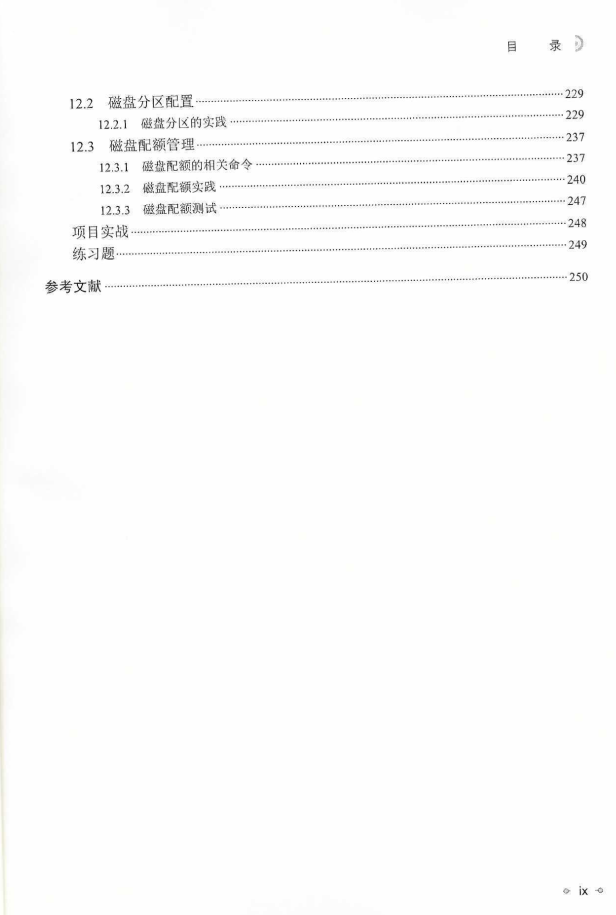 目 录
12.2 磁盘分区配置 229
12.2.1 磁盘分区的实践 229
12.3 磁盘配额管理 237
12.3.1 磁盘配额的相关命令 237
12.3.2 磁盘配额实践 240
12.3.3 磁盘配额测试 247
项目实战 248
练习题 249
参考文献 250
ix